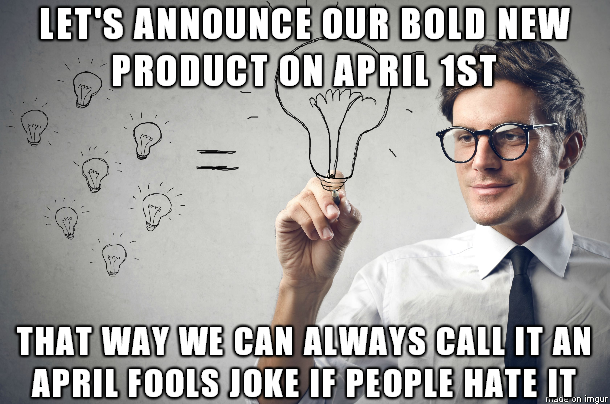 LET'S ANNOUNCE OUR BOLD NEW
PRODUCT ON APRIL 1ST
=
THAT WAY WE CAN ALWAYS CALL IT AN
APRIL FOOLS JOKE IF PEOPLE HATE IT
made on imgur